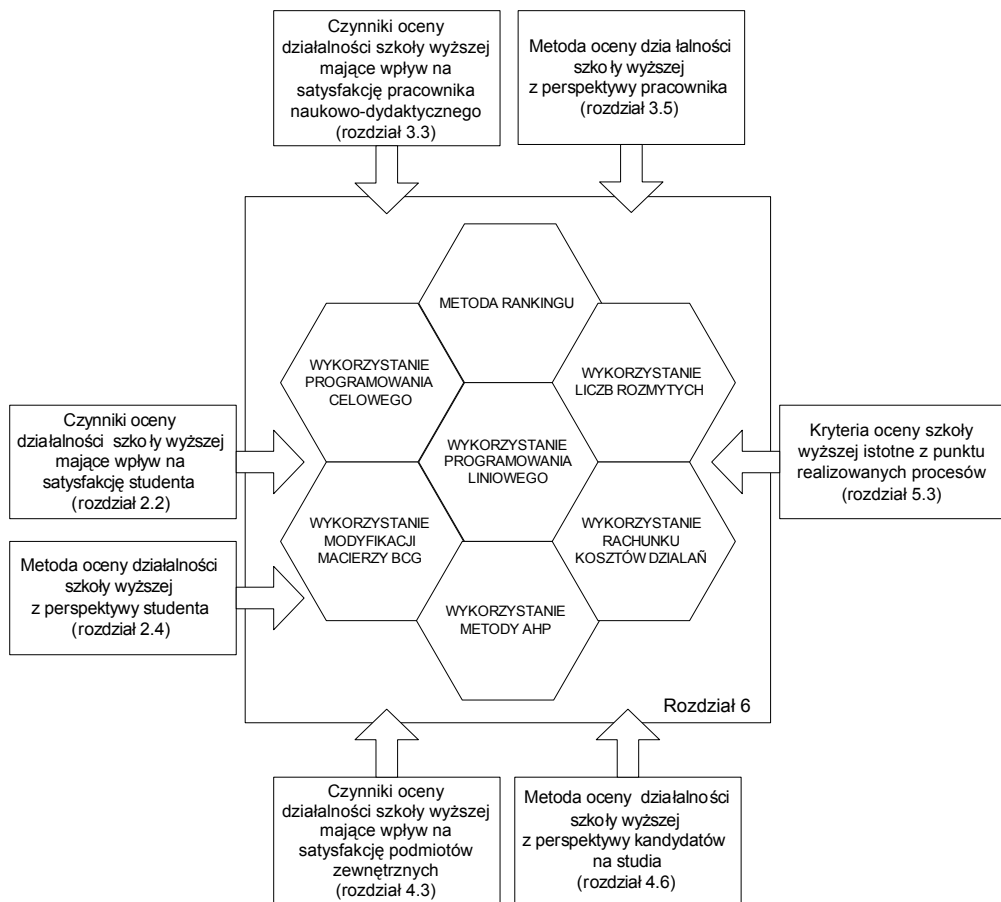 Czynniki oceny
działalności szkoły wyższej
mające wpływ na
satysfakcję pracownika
naukowo-dydaktycznego
(rozdział 3.3)
Metoda oceny dzia łalności
szkoły wyższej
z perspektywy pracownika
(rozdział 3.5)
METODA RANKINGU
WYKORZYSTANIE
PROGRAMOWANIA
CELOWEGO
WYKORZYSTANIE
LICZB ROZMYTYCH
Czynniki oceny
działalności szkoły wyższej
mające wpływ na
satysfakcję studenta
(rozdział 2.2)
WYKORZYSTANIE
PROGRAMOWANIA
LINIOWEGO
Kryteria oceny szkoły
wyższej istotne z punktu
realizowanych procesów
(rozdział 5.3)
WYKORZYSTANIE
MODYFIKACJI
MACIERZY BCG
WYKORZYSTANIE
RACHUNKU
KOSZTÓW DZIALAÑ
Metoda oceny działalności
szkoły wyższej
z perspektywy studenta
(rozdział 2.4)
WYKORZYSTANIE
METODY AHP
Rozdział 6
Czynniki oceny
działalności szkoły wyższej
mające wpływ na
satysfakcję podmiotów
zewnętrznych
(rozdział 4.3)
Metoda oceny działalności
szkoły wyższej
z perspektywy kandydatów
na studia
(rozdział 4.6)